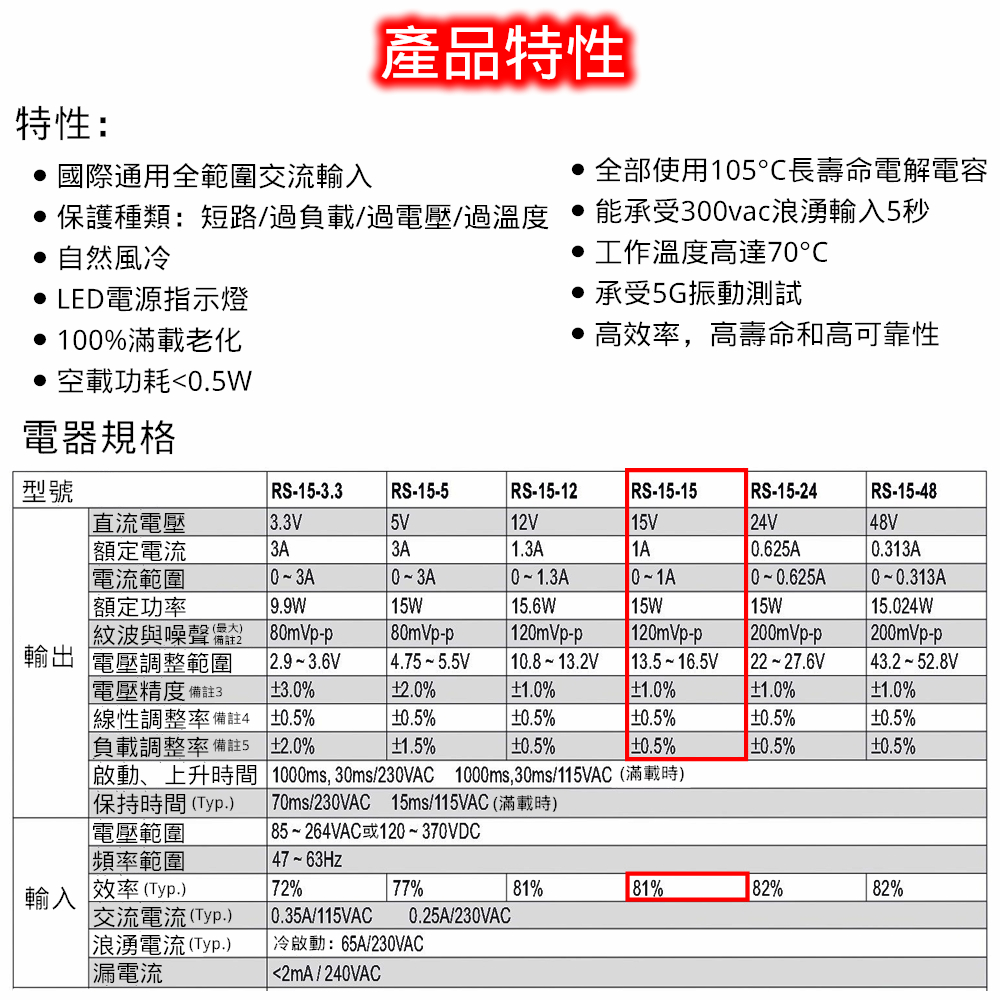 產品特性
特性：
• 國際通用全範圍交流輸入
• 保護種類：短路/過負載/過電壓/過溫度
• 自然風冷
• LED電源指示燈
• 100%滿載老化
• 空載功耗<0.5W
• 全部使用105°C長壽命電解電容
• 能承受300vac浪湧輸入5秒
• 工作溫度高達70°C
• 承受5G振動測試
• 高效率，高壽命和高可靠性
電器規格
型號 RS-15-3.3 RS-15-5 RS-15-12 RS-15-15 RS-15-24 RS-15-48
輸出
直流電壓 3.3V 5V 12V 15V 24V 48V
額定電流 3A 3A 1.3A 1A 0.625A 0.313A
電流範圍 0 ~ 3A 0 ~ 3A 0 ~ 1.3A 0 ~ 1A 0 ~ 0.625A 0 ~ 0.313A
額定功率 9.9W 15W 15.6W 15W 15W 15.024W
紋波與噪聲 (最大) 備註2 80mVp-p 80mVp-p 120mVp-p 120mVp-p 200mVp-p 200mVp-p
電壓調整範圍 2.9 ~ 3.6V 4.75 ~ 5.5V 10.8 ~ 13.2V 13.5 ~ 16.5V 22 ~ 27.6V 43.2 ~ 52.8V
電壓精度 備註3 ±3.0% ±2.0% ±1.0% ±1.0% ±1.0% ±1.0%
線性調整率 備註4 ±0.5% ±0.5% ±0.5% ±0.5% ±0.5% ±0.5%
負載調整率 備註5 ±2.0% ±1.5% ±0.5% ±0.5% ±0.5% ±0.5%
啟動、上升時間 1000ms, 30ms/230VAC 1000ms,30ms/115VAC (滿載時)
保持時間 (Typ.) 70ms/230VAC 15ms/115VAC (滿載時)
輸入
電壓範圍 85 ~ 264VAC或120 ~ 370VDC
頻率範圍 47 ~ 63Hz
效率 (Typ.) 72% 77% 81% 81% 82% 82%
交流電流 (Typ.) 0.35A/115VAC 0.25A/230VAC
浪湧電流 (Typ.) 冷啟動：65A/230VAC
漏電流 <2mA / 240VAC